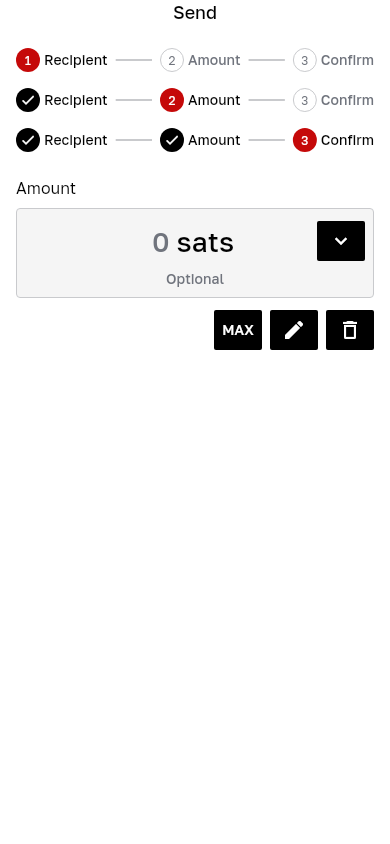 Send
1 Recipient 2 Amount 3 Confirm
Recipient 2 Amount 3 Confirm
Recipient Amount 3 Confirm
Amount
0 sats
Optional
MAX